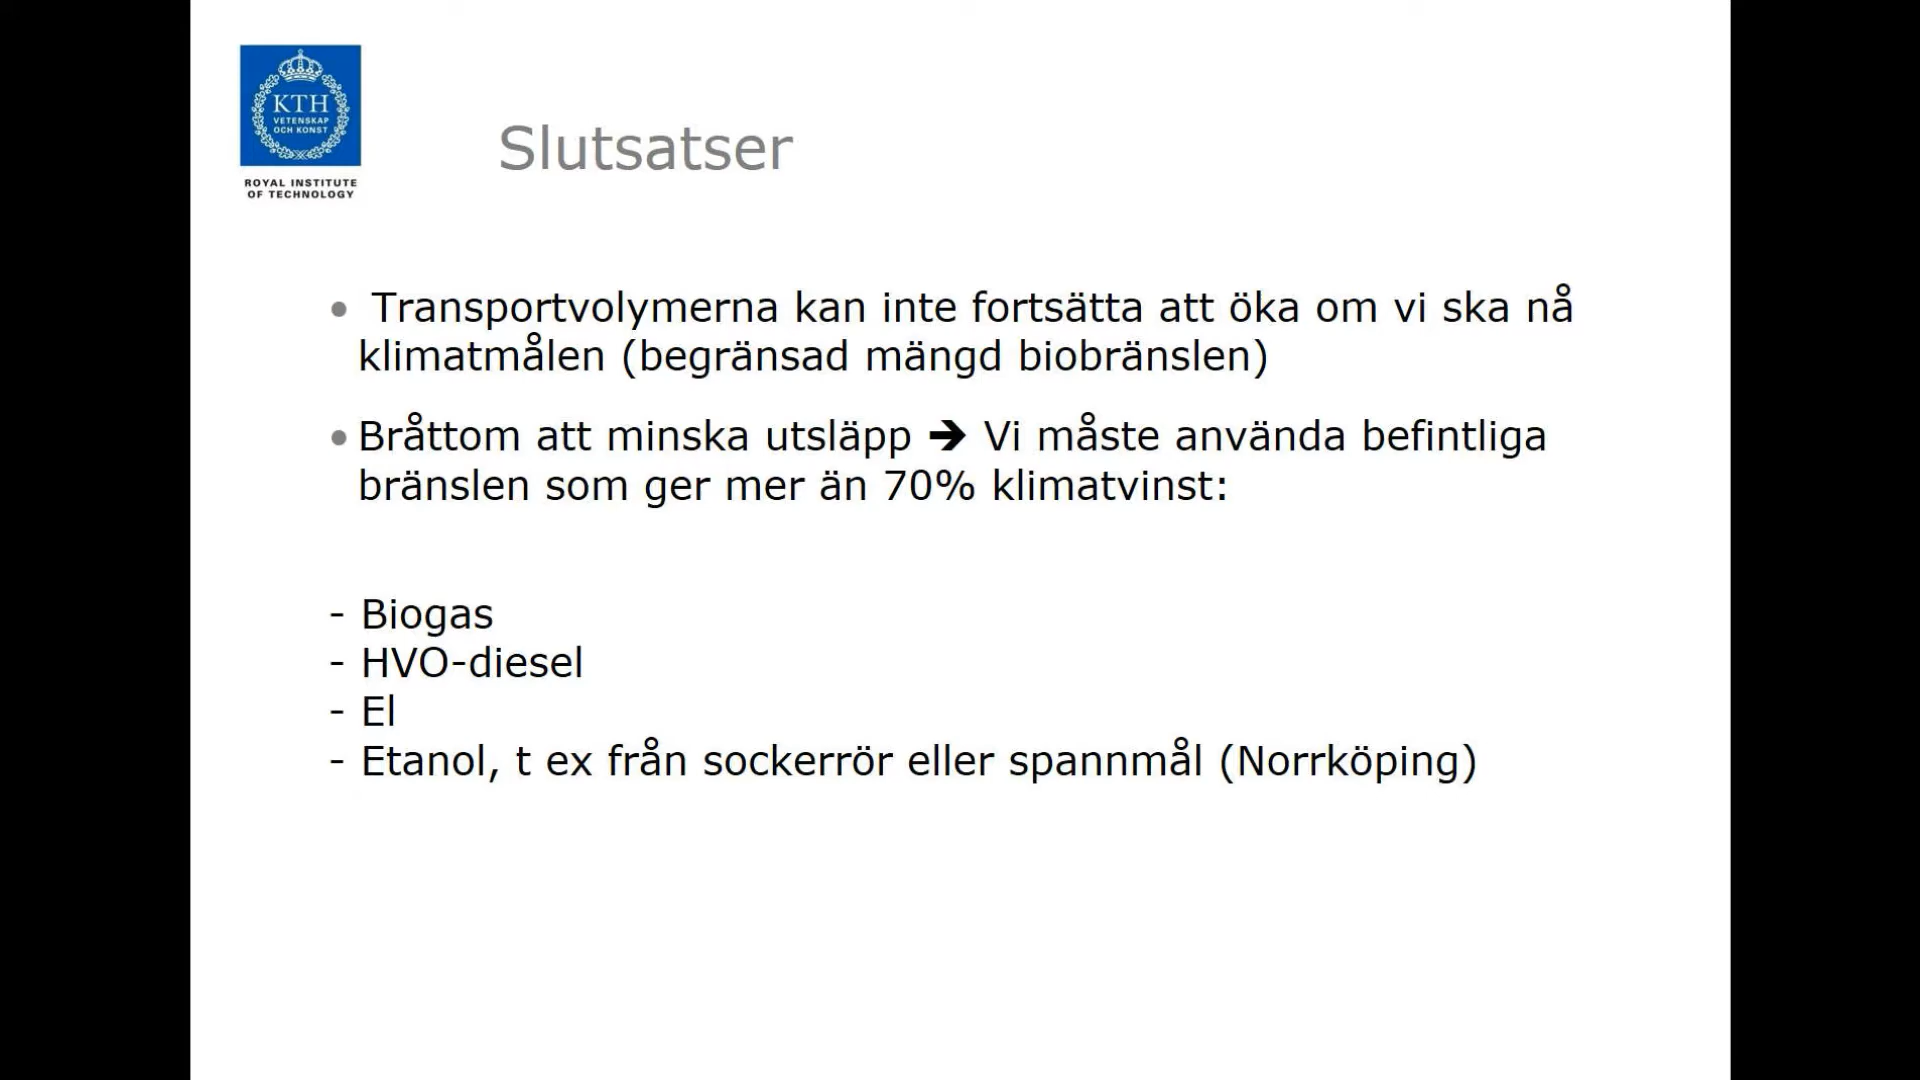 KTH
VETENSKAP
OCH KONST
ROYAL INSTITUTE
OF TECHNOLOGY
Slutsatser
• Transportvolymerna kan inte fortsätta att öka om vi ska nå
klimatmålen (begränsad mängd biobränslen)
• Bråttom att minska utsläpp ➔ Vi måste använda befintliga
bränslen som ger mer än 70% klimatvinst:
- Biogas
- HVO-diesel
- El
- Etanol, t ex från sockerrör eller spannmål (Norrköping)